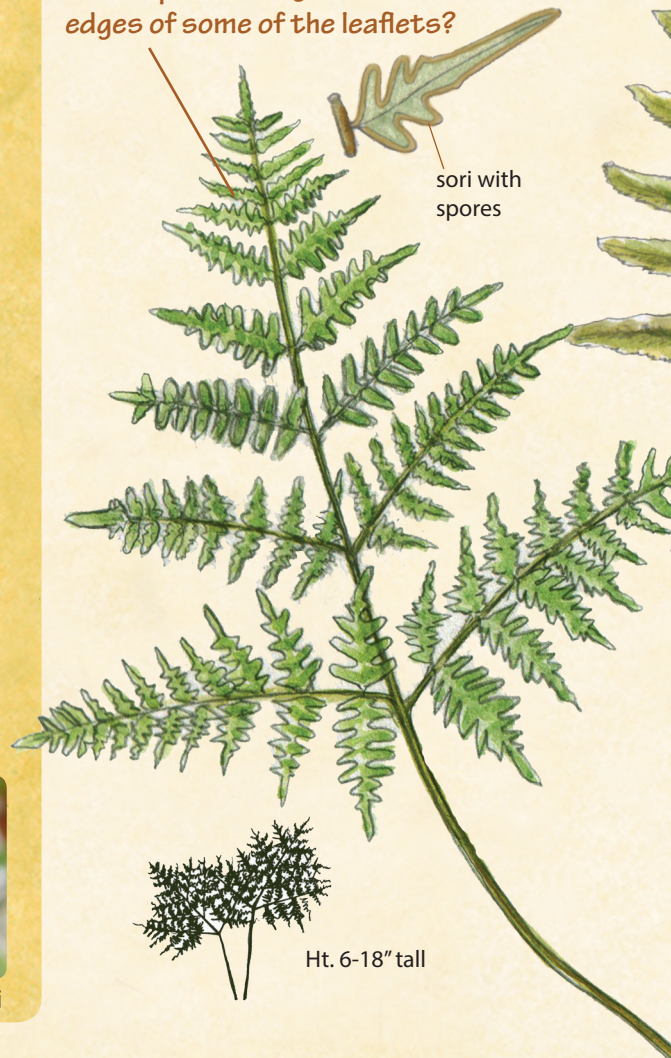 edges of some of the leaflets?
sori with
spores
Ht. 6-18" tall